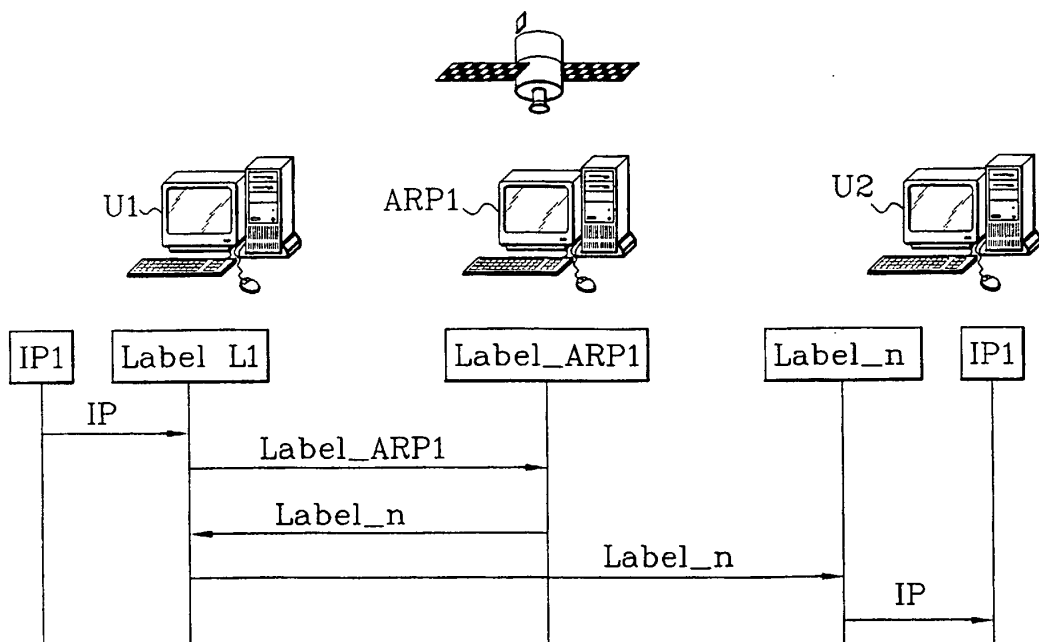 U1
ARP1
U2
IP1
Label L1
Label_ARP1
Label_n
IP1
IP
Label_ARP1
Label_n
Label_n
IP